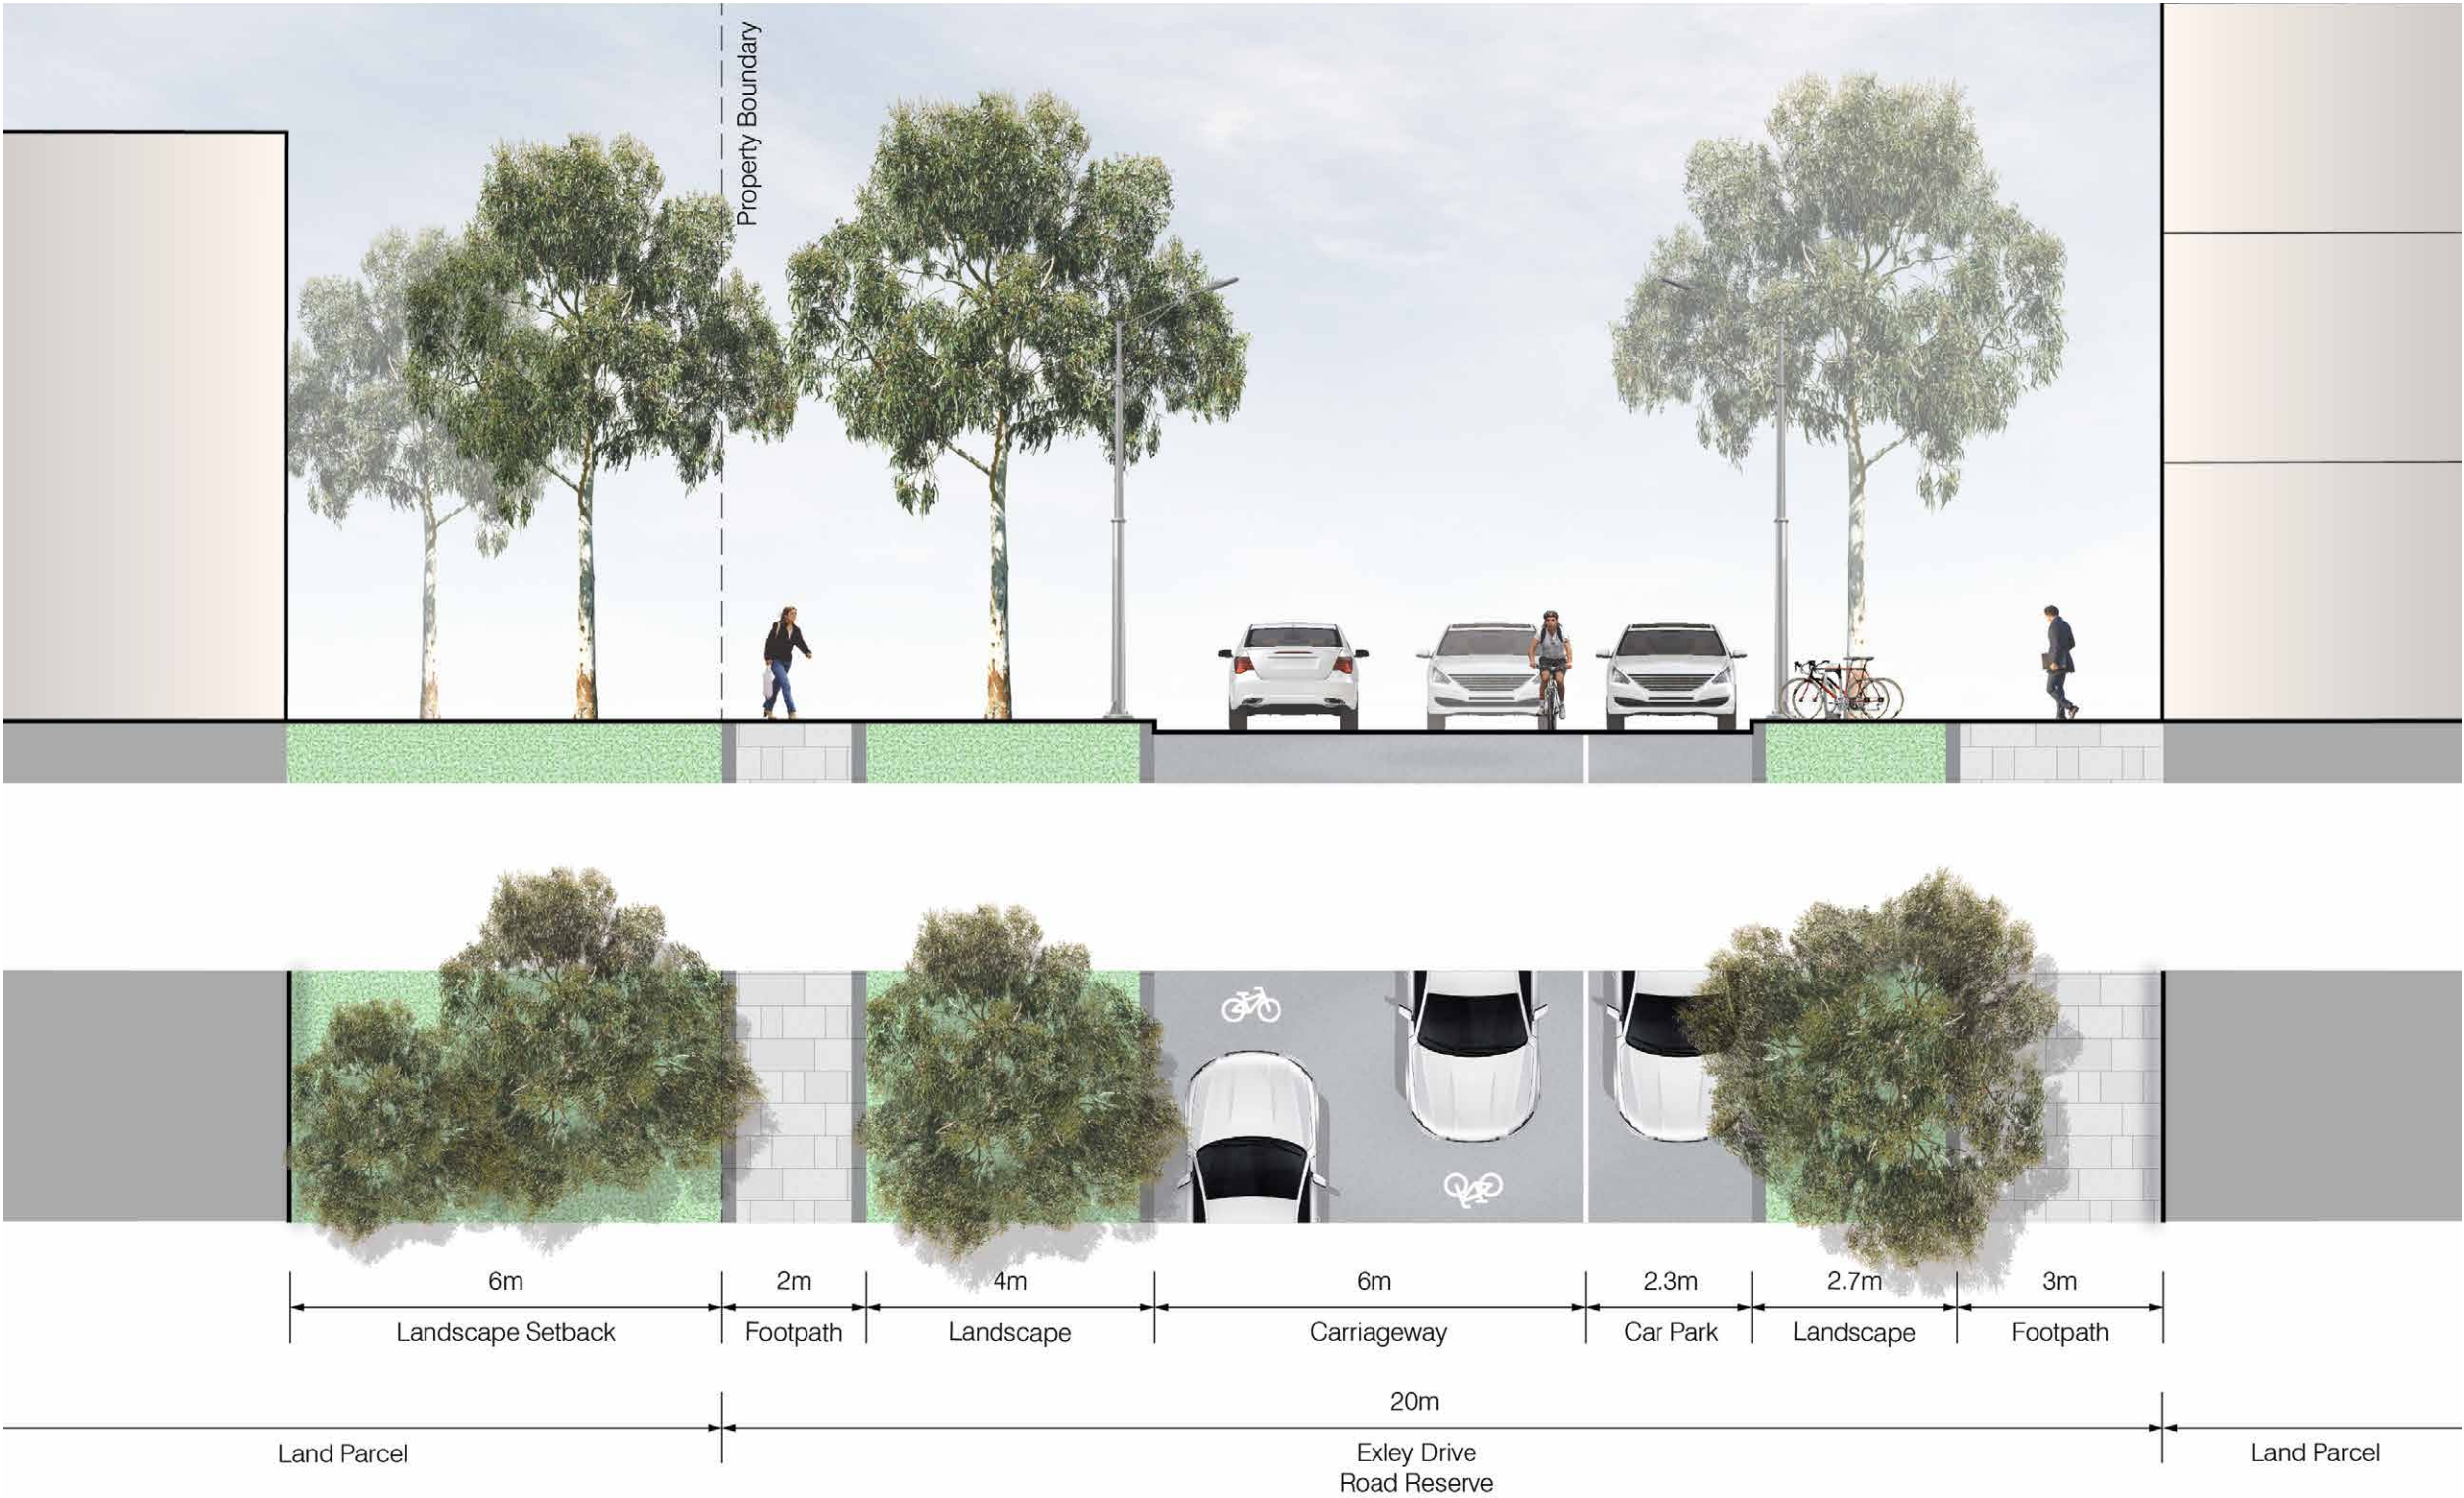 Property Boundary
6m
2m
4m
6m
2.3m
2.7m
3m
Landscape Setback
Footpath
Landscape
Carriageway
Car Park
Landscape
Footpath
20m
Land Parcel
Exley Drive
Road Reserve
Land Parcel